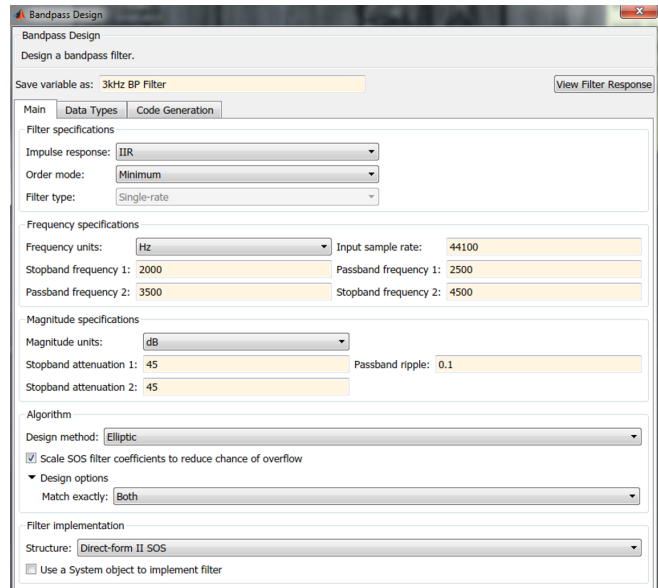 Bandpass Design
Bandpass Design
Design a bandpass filter.
Save variable as: 3kHz BP Filter View Filter Response
Main Data Types Code Generation
Filter specifications
Impulse response: IIR
Order mode: Minimum
Filter type: Single-rate
Frequency specifications
Frequency units: Hz Input sample rate: 44100
Stopband frequency 1: 2000 Passband frequency 1: 2500
Passband frequency 2: 3500 Stopband frequency 2: 4500
Magnitude specifications
Magnitude units: dB
Stopband attenuation 1: 45 Passband ripple: 0.1
Stopband attenuation 2: 45
Algorithm
Design method: Elliptic
Scale SOS filter coefficients to reduce chance of overflow
Design options
Match exactly: Both
Filter implementation
Structure: Direct-form II SOS
Use a System object to implement filter